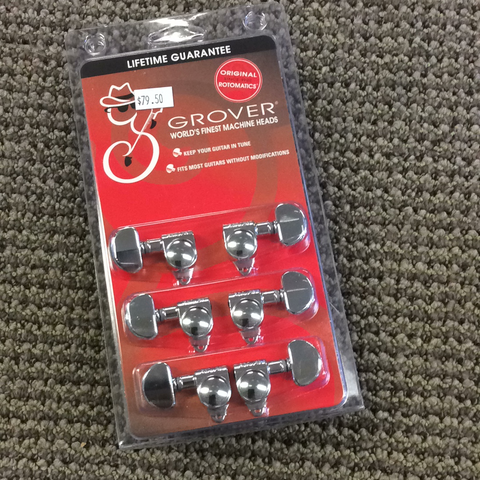 LIFETIME GUARANTEE
ORIGINAL
ROTOMATICS®
$79.50
GROVER®
WORLD'S FINEST MACHINE HEADS
KEEP YOUR GUITAR IN TUNE
FITS MOST GUITARS WITHOUT MODIFICATIONS